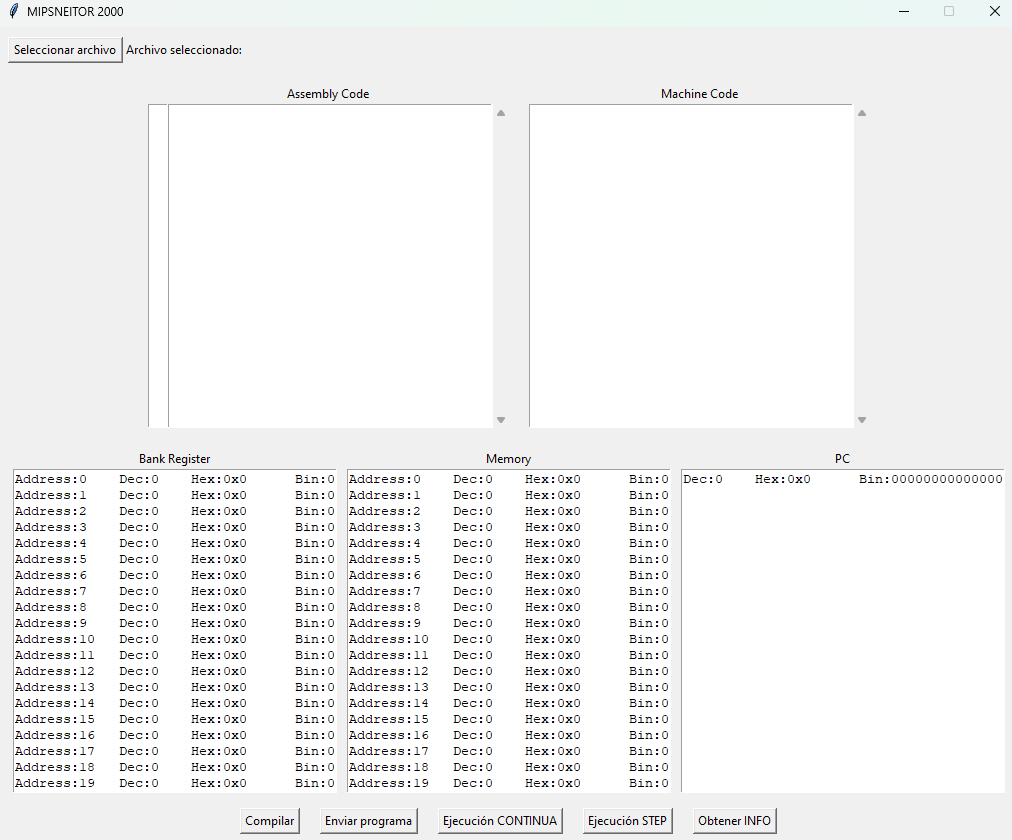 MIPSNEITOR 2000
Seleccionar archivo Archivo seleccionado:
Assembly Code Machine Code
Bank Register Memory PC
Address:0 Dec:0 Hex:0x0 Bin:0 Address:0 Dec:0 Hex:0x0 Bin:0 Dec:0 Hex:0x0 Bin:00000000000000
Address:1 Dec:0 Hex:0x0 Bin:0 Address:1 Dec:0 Hex:0x0 Bin:0
Address:2 Dec:0 Hex:0x0 Bin:0 Address:2 Dec:0 Hex:0x0 Bin:0
Address:3 Dec:0 Hex:0x0 Bin:0 Address:3 Dec:0 Hex:0x0 Bin:0
Address:4 Dec:0 Hex:0x0 Bin:0 Address:4 Dec:0 Hex:0x0 Bin:0
Address:5 Dec:0 Hex:0x0 Bin:0 Address:5 Dec:0 Hex:0x0 Bin:0
Address:6 Dec:0 Hex:0x0 Bin:0 Address:6 Dec:0 Hex:0x0 Bin:0
Address:7 Dec:0 Hex:0x0 Bin:0 Address:7 Dec:0 Hex:0x0 Bin:0
Address:8 Dec:0 Hex:0x0 Bin:0 Address:8 Dec:0 Hex:0x0 Bin:0
Address:9 Dec:0 Hex:0x0 Bin:0 Address:9 Dec:0 Hex:0x0 Bin:0
Address:10 Dec:0 Hex:0x0 Bin:0 Address:10 Dec:0 Hex:0x0 Bin:0
Address:11 Dec:0 Hex:0x0 Bin:0 Address:11 Dec:0 Hex:0x0 Bin:0
Address:12 Dec:0 Hex:0x0 Bin:0 Address:12 Dec:0 Hex:0x0 Bin:0
Address:13 Dec:0 Hex:0x0 Bin:0 Address:13 Dec:0 Hex:0x0 Bin:0
Address:14 Dec:0 Hex:0x0 Bin:0 Address:14 Dec:0 Hex:0x0 Bin:0
Address:15 Dec:0 Hex:0x0 Bin:0 Address:15 Dec:0 Hex:0x0 Bin:0
Address:16 Dec:0 Hex:0x0 Bin:0 Address:16 Dec:0 Hex:0x0 Bin:0
Address:17 Dec:0 Hex:0x0 Bin:0 Address:17 Dec:0 Hex:0x0 Bin:0
Address:18 Dec:0 Hex:0x0 Bin:0 Address:18 Dec:0 Hex:0x0 Bin:0
Address:19 Dec:0 Hex:0x0 Bin:0 Address:19 Dec:0 Hex:0x0 Bin:0
Compilar Enviar programa Ejecución CONTINUA Ejecución STEP Obtener INFO